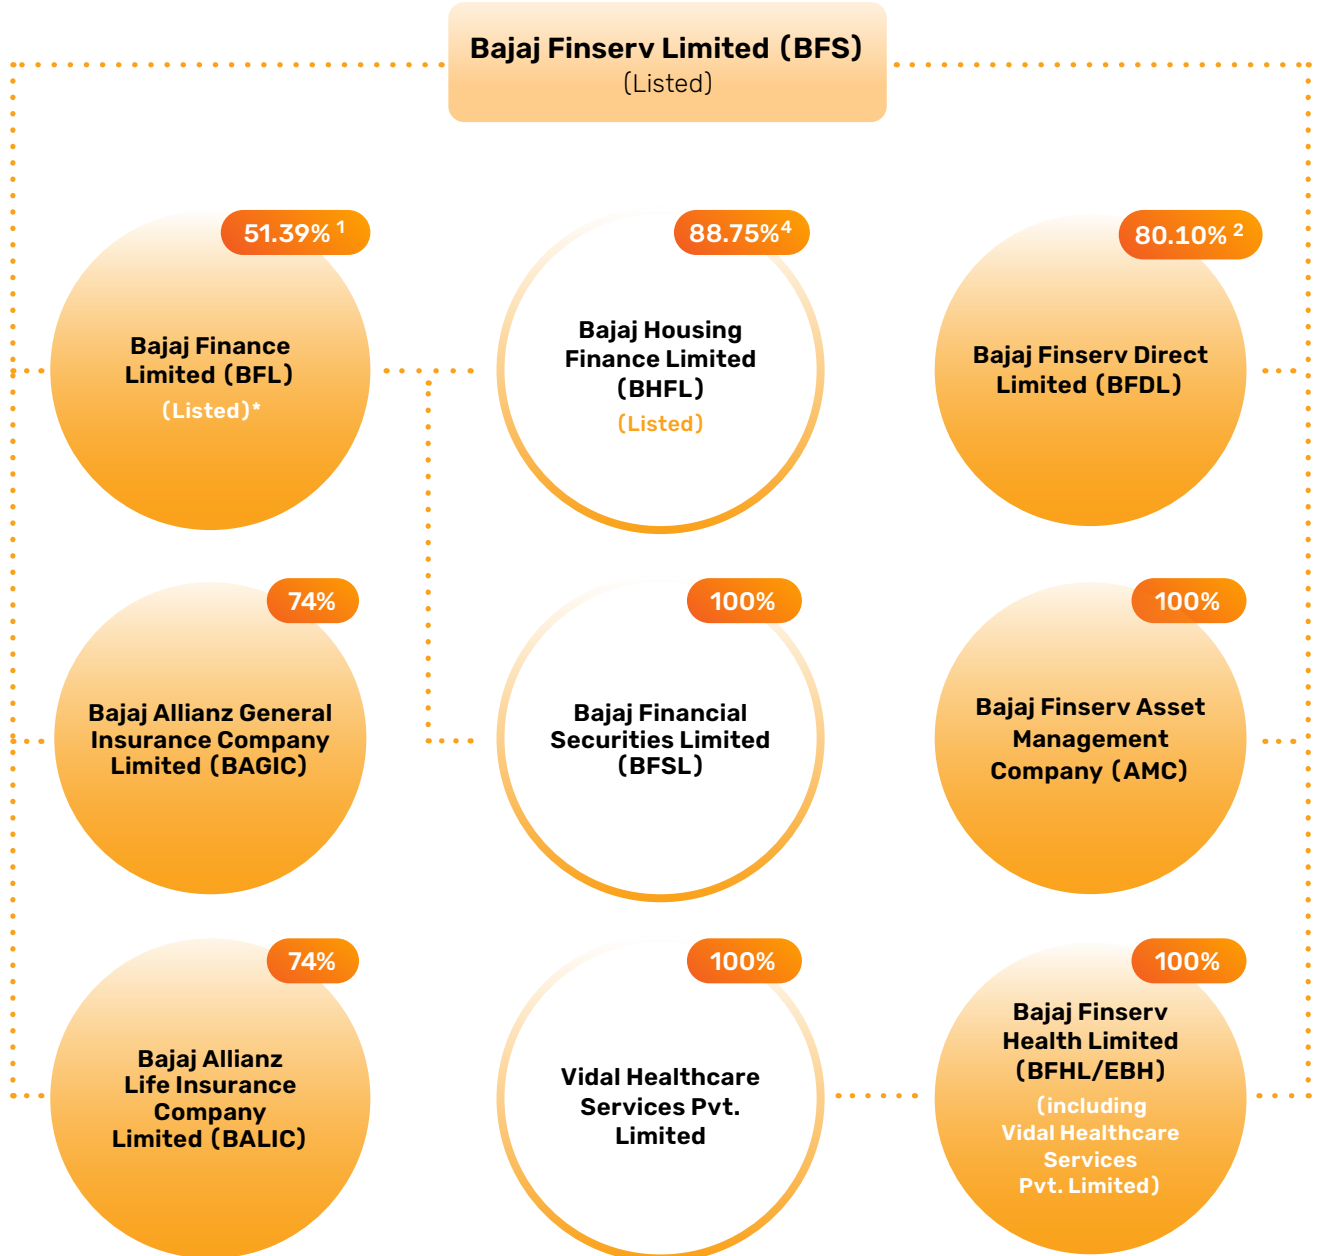 Bajaj Finserv Limited (BFS)
(Listed)
51.39% 1
Bajaj Finance
Limited (BFL)
(Listed)*
88.75%4
Bajaj Housing
Finance Limited
(BHFL)
(Listed)
80.10% 2
Bajaj Finserv Direct
Limited (BFDL)
74%
Bajaj Allianz General
Insurance Company
Limited (BAGIC)
100%
Bajaj Financial
Securities Limited
(BFSL)
100%
Bajaj Finserv Asset
Management
Company (AMC)
74%
Bajaj Allianz
Life Insurance
Company
Limited (BALIC)
100%
Vidal Healthcare
Services Pvt.
Limited
100%
Bajaj Finserv
Health Limited
(BFHL/EBH)
(including
Vidal Healthcare
Services
Pvt. Limited)